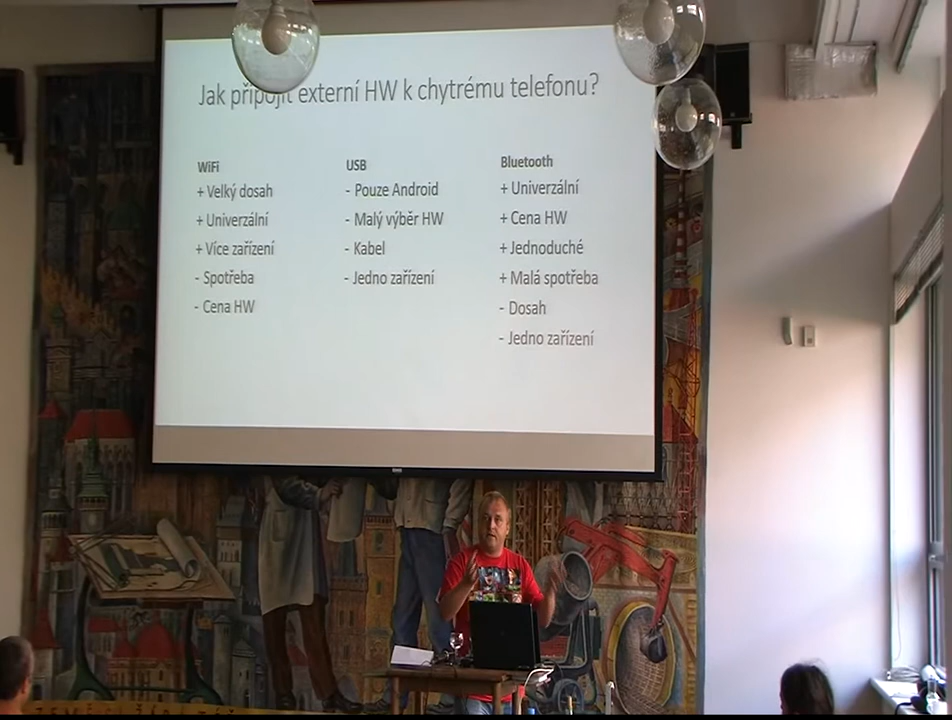 Jak připojit externí HW k chytrému telefonu?
WiFi
+ Velký dosah
+ Univerzální
+ Více zařízení
- Spotřeba
- Cena HW
USB
- Pouze Android
- Malý výběr HW
- Kabel
- Jedno zařízení
Bluetooth
+ Univerzální
+ Cena HW
+ Jednoduché
+ Malá spotřeba
- Dosah
- Jedno zařízení